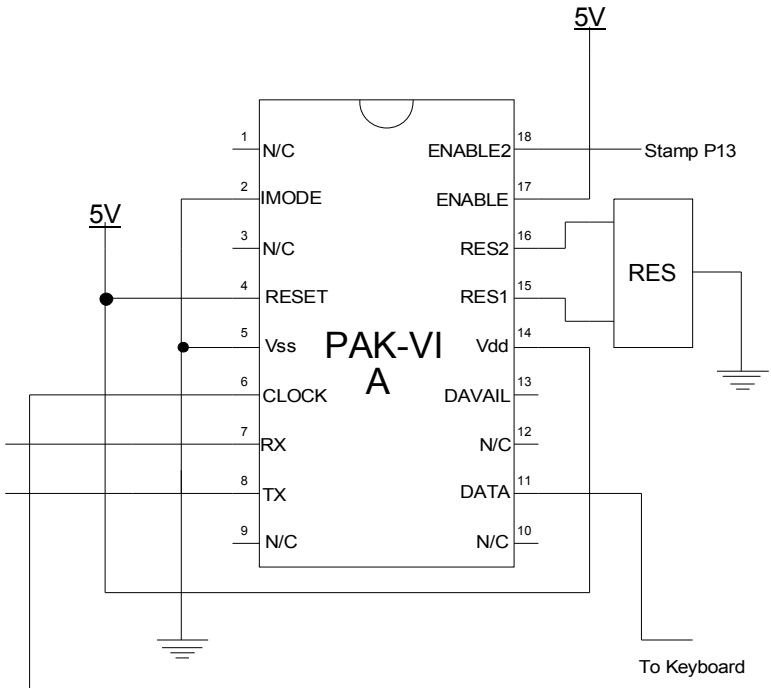 5V
1 N/C ENABLE2 18 Stamp P13
2 IMODE ENABLE 17
5V
3 N/C RES2 16
RES
4 RESET RES1 15
5 Vss PAK-VI Vdd 14
A
6 CLOCK DAVAIL 13
7 RX N/C 12
8 TX DATA 11
9 N/C N/C 10
To Keyboard